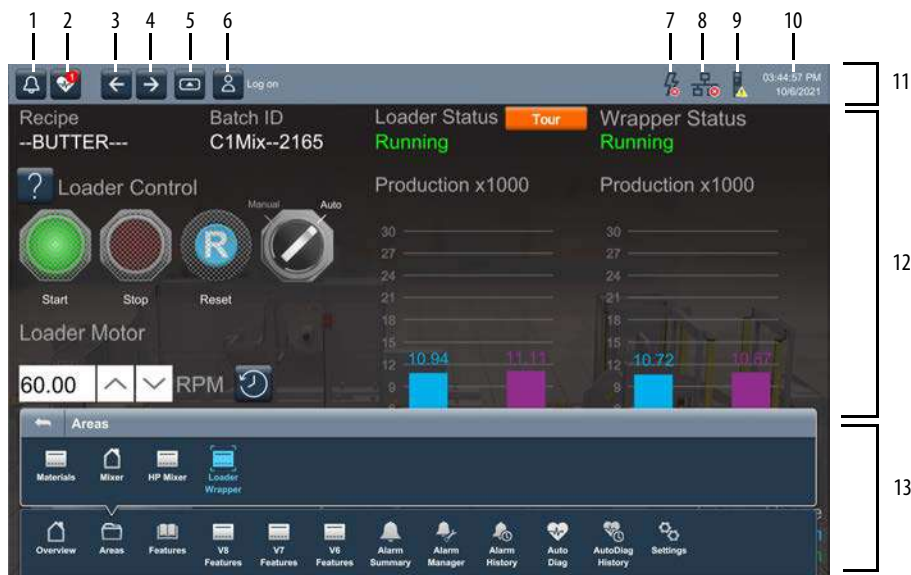 1 2 3 4 5 6 7 8 9 10
1
Log on
03:44:57 PM
10/6/2021
11
Recipe
--BUTTER---
Batch ID
C1Mix--2165
Loader Status
Running
Tour
Wrapper Status
Running
?
Loader Control
Manual
Auto
R
Start
Stop
Reset
Production x1000
Production x1000
30
27
24
21
18
15
12
9
10.94
11.11
30
27
24
21
18
15
12
9
10.72
10.67
12
Loader Motor
60.00
RPM
Areas
Materials
Mixer
HP Mixer
Loader
Wrapper
13
Overview
Areas
Features
V8
Features
V7
Features
V6
Features
Alarm
Summary
Alarm
Manager
Alarm
History
Auto
Diag
AutoDiag
History
Settings